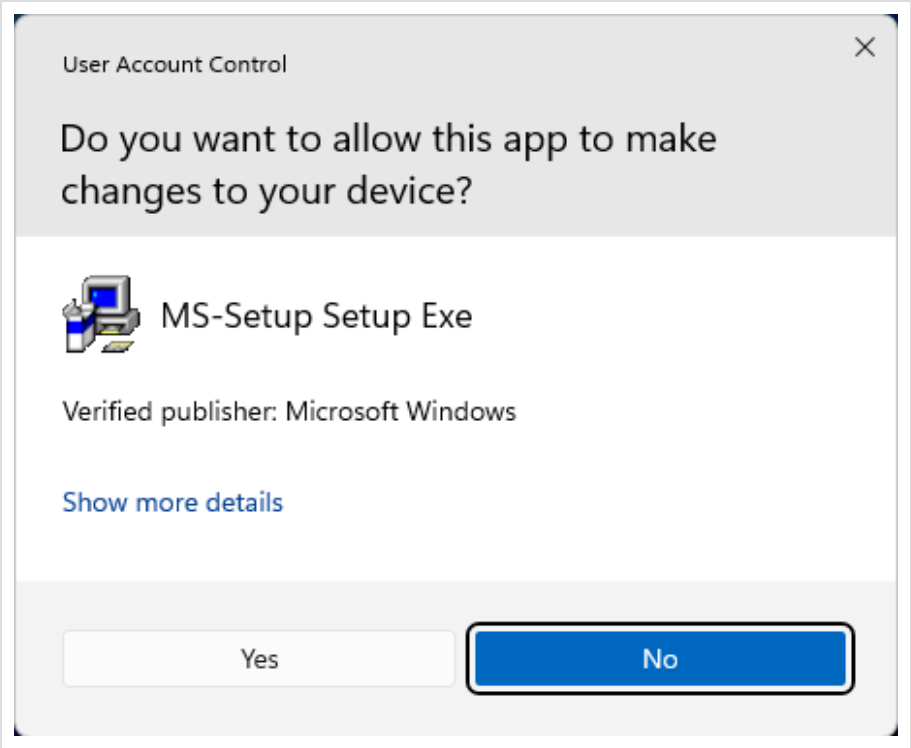 User Account Control
Do you want to allow this app to make
changes to your device?
MS-Setup Setup Exe
Verified publisher: Microsoft Windows
Show more details
Yes
No